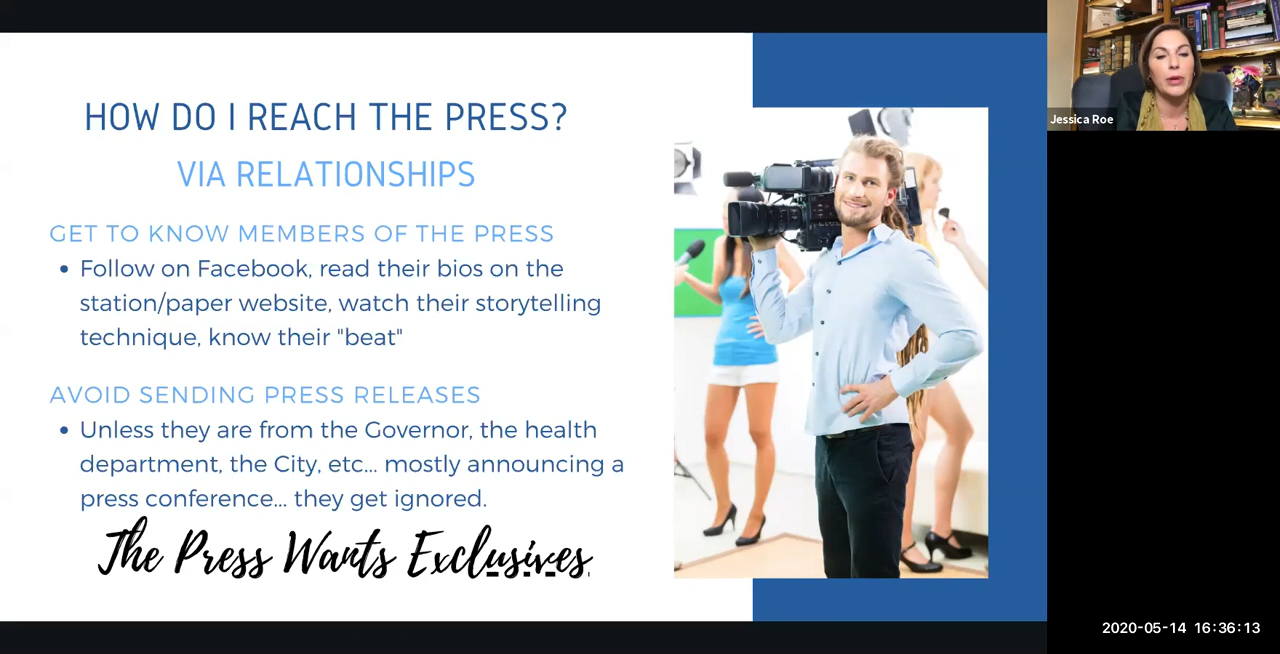 HOW DO I REACH THE PRESS?
VIA RELATIONSHIPS
GET TO KNOW MEMBERS OF THE PRESS
• Follow on Facebook, read their bios on the
station/paper website, watch their storytelling
technique, know their "beat"
AVOID SENDING PRESS RELEASES
• Unless they are from the Governor, the health
department, the City, etc... mostly announcing a
press conference... they get ignored.
The Press Wants Exclusives
Jessica Roe
2020-05-14 16:36:13